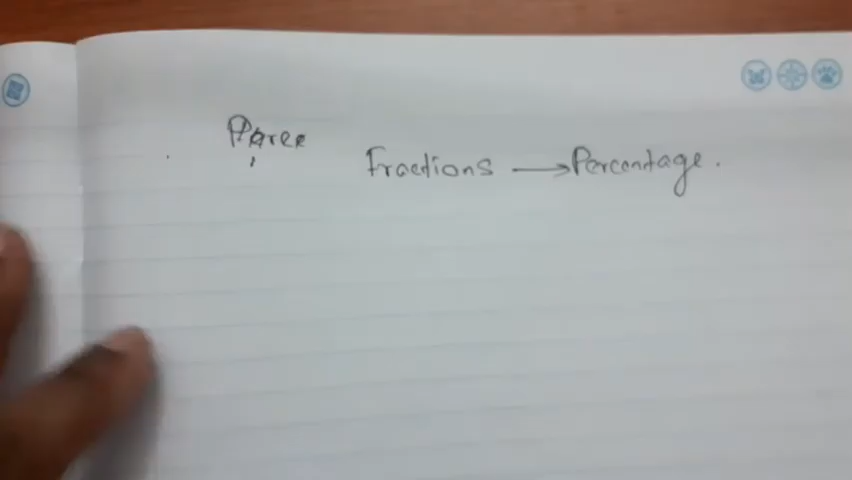 Fractions → Percentage.